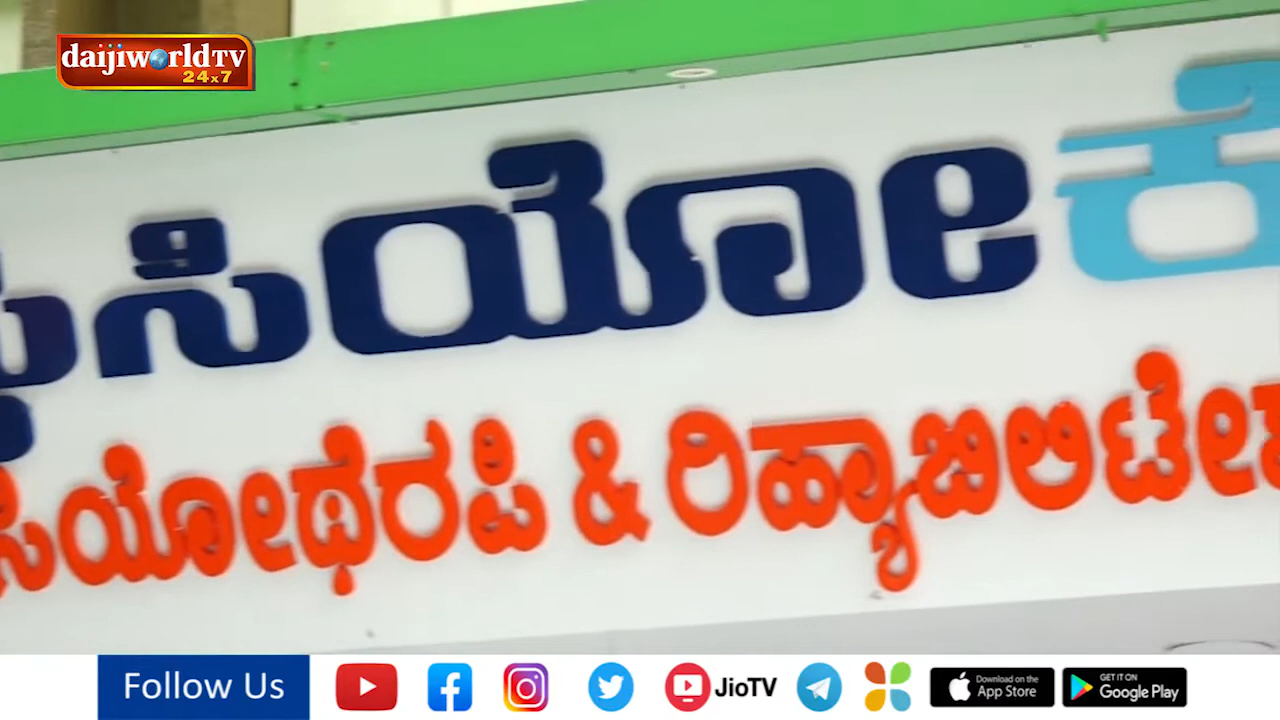 daijiworldTV
24x7
ಸಿಯೋ
ಸಿಯೋಥೆರಪಿ & ರಿಹ್ಯಾಬಿಲಿಟೇ
Follow Us
JioTV
Download on the
App Store
GET IT ON
Google Play